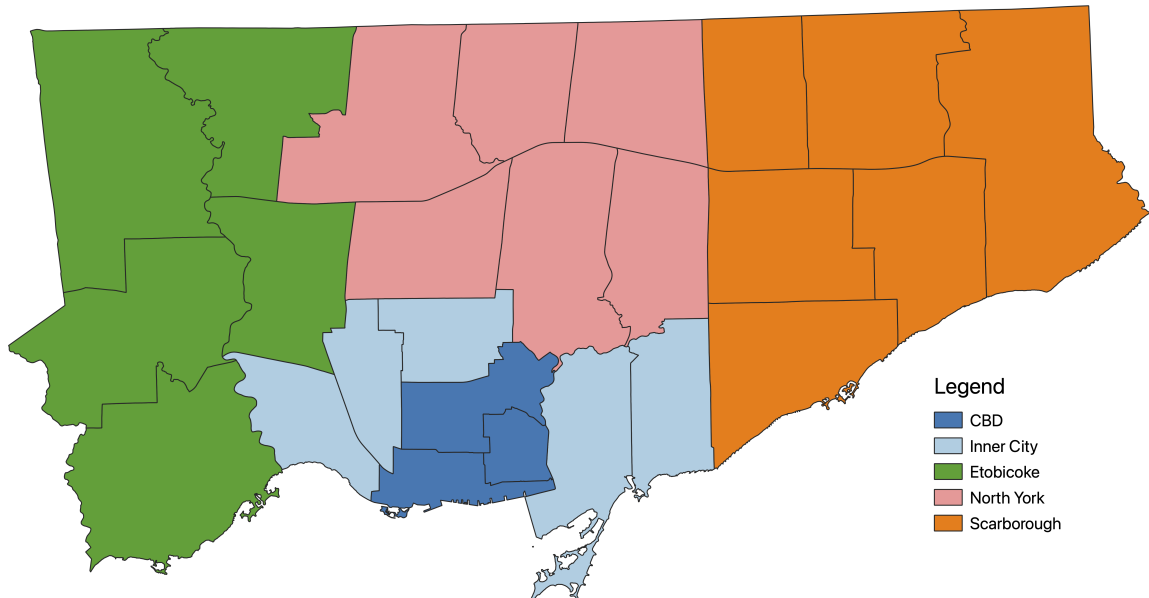 Legend
CBD
Inner City
Etobicoke
North York
Scarborough